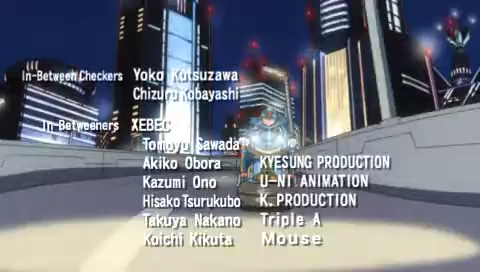 In-Between Checkers Yoko Kutsuzawa
Chizuru Kobayashi
In-Betweeners XEBEC
Tomoyo Sawada
Akiko Obora KYESUNG PRODUCTION
Kazumi Ono U-NI ANIMATION
Hisako Tsurukubo K. PRODUCTION
Takuya Nakano Triple A
Koichi Kikuta Mouse